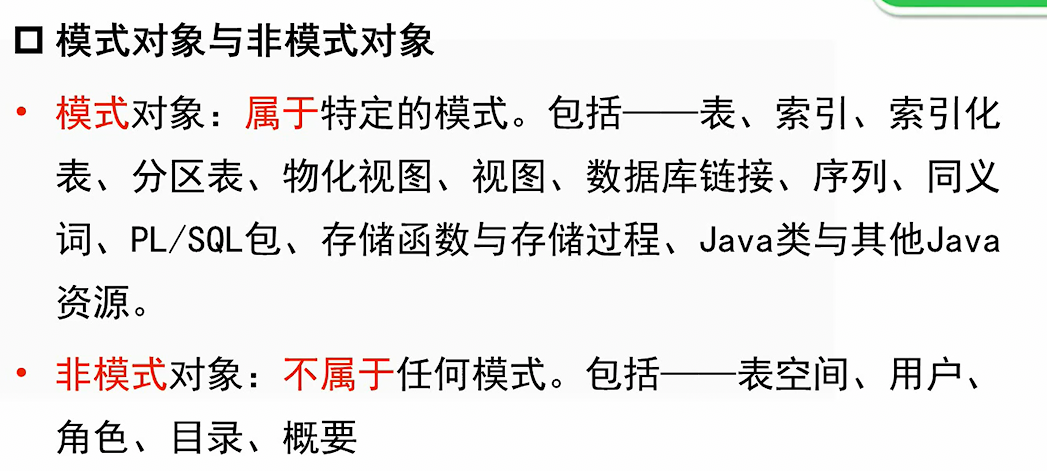 模式对象与非模式对象
• 模式对象：属于特定的模式。包括——表、索引、索引化
表、分区表、物化视图、视图、数据库链接、序列、同义
词、PL/SQL包、存储函数与存储过程、Java类与其他Java
资源。
• 非模式对象：不属于任何模式。包括——表空间、用户、
角色、目录、概要